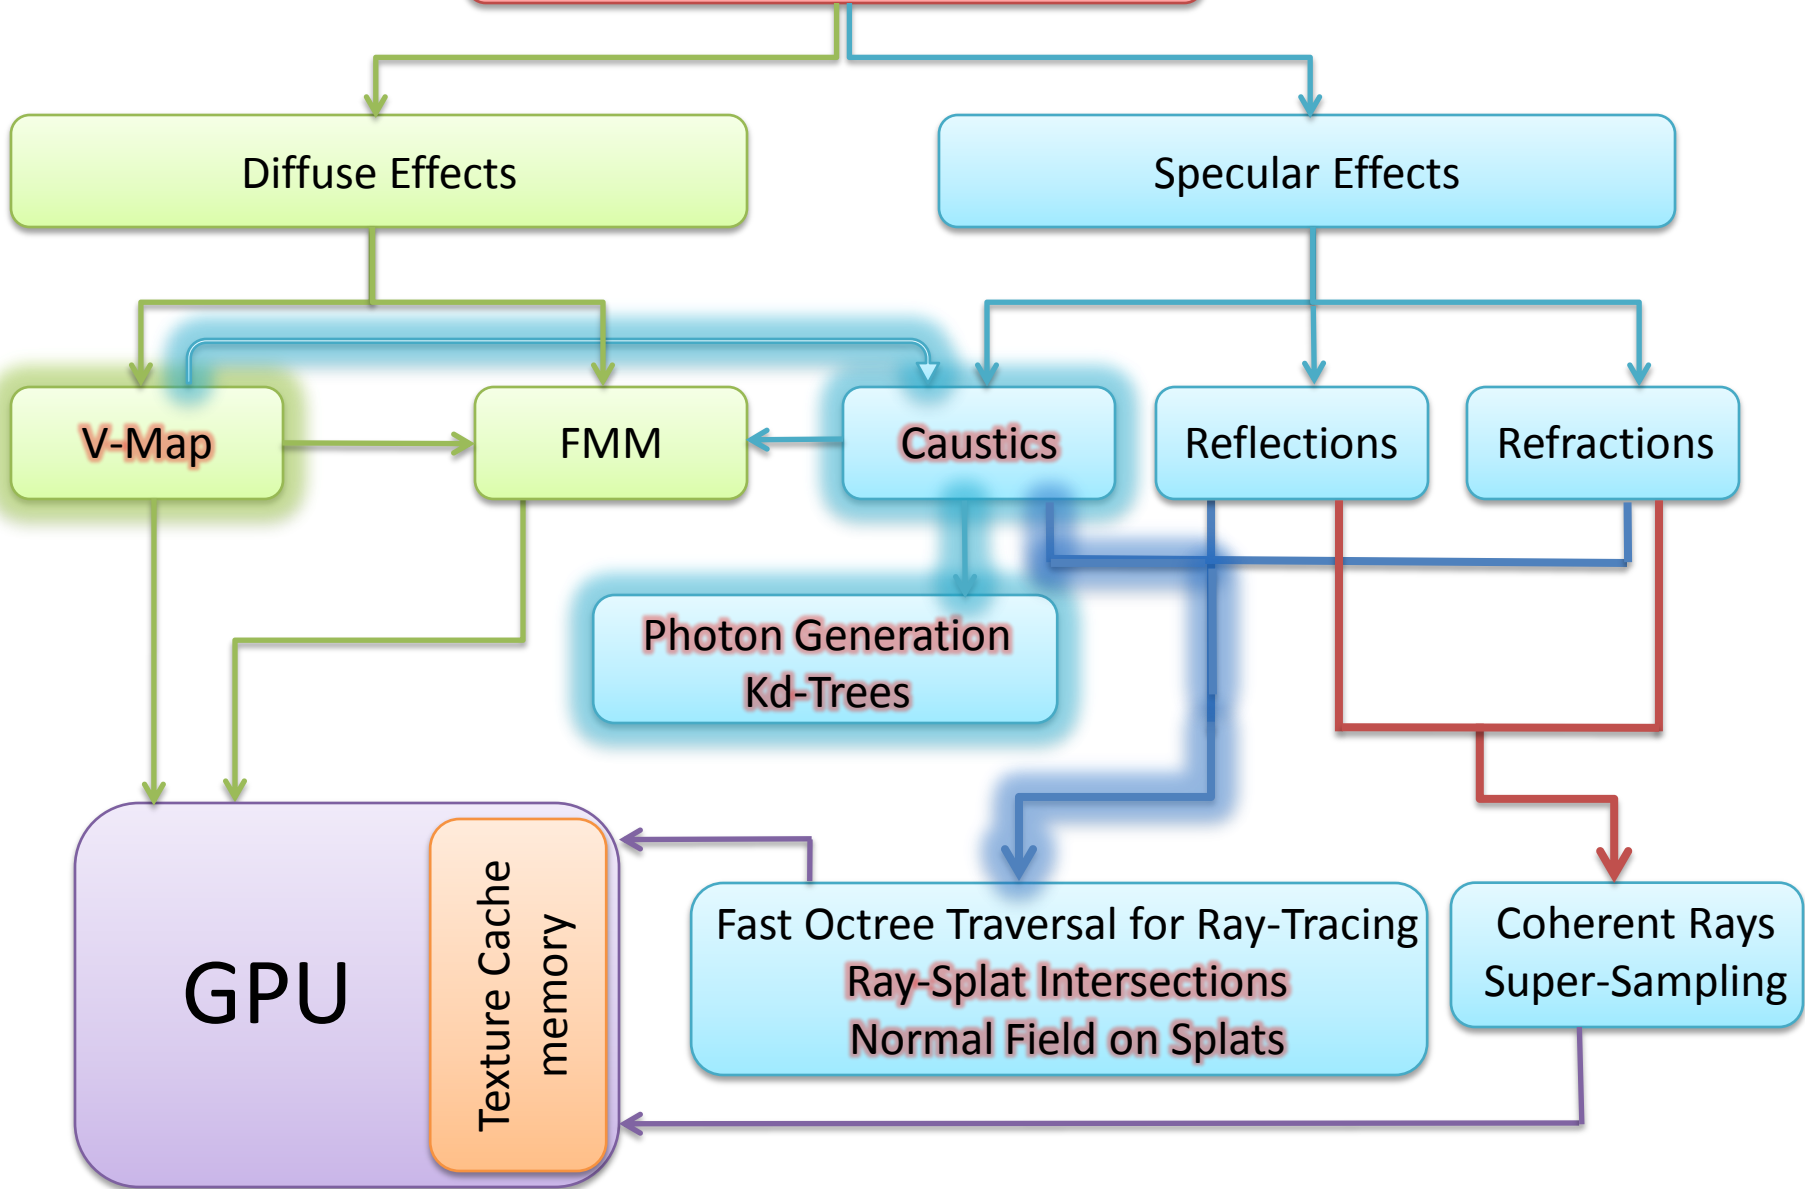 Diffuse Effects
Specular Effects
V-Map
FMM
Caustics
Reflections
Refractions
Photon Generation
Kd-Trees
GPU
Texture Cache
memory
Fast Octree Traversal for Ray-Tracing
Ray-Splat Intersections
Normal Field on Splats
Coherent Rays
Super-Sampling